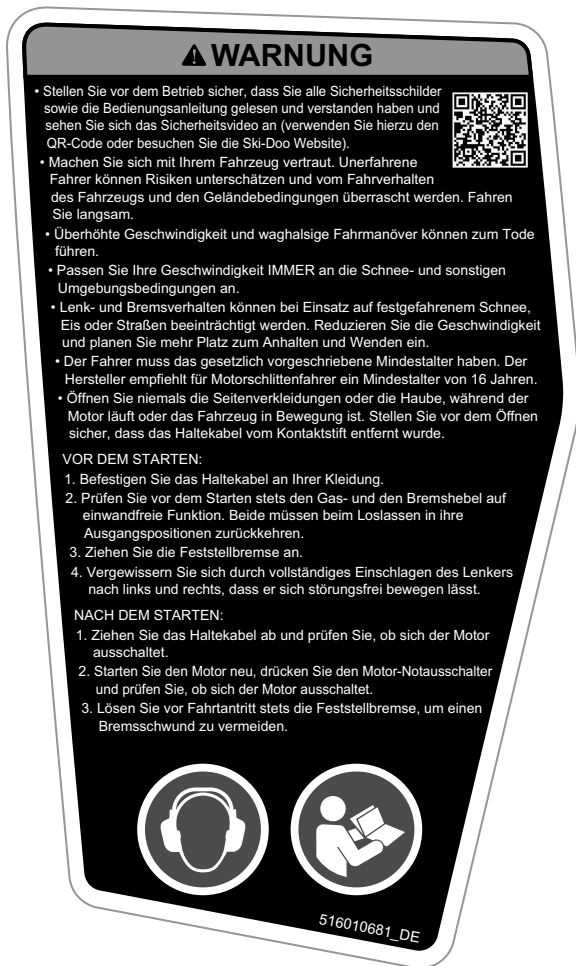 WARNUNG
• Stellen Sie vor dem Betrieb sicher, dass Sie alle Sicherheitsschilder
sowie die Bedienungsanleitung gelesen und verstanden haben und
sehen Sie sich das Sicherheitsvideo an (verwenden Sie hierzu den
QR-Code oder besuchen Sie die Ski-Doo Website).
• Machen Sie sich mit Ihrem Fahrzeug vertraut. Unerfahrene
Fahrer können Risiken unterschätzen und vom Fahrverhalten
des Fahrzeugs und den Geländebedingungen überrascht werden. Fahren
Sie langsam.
• Überhöhte Geschwindigkeit und waghalsige Fahrmanöver können zum Tode
führen.
• Passen Sie Ihre Geschwindigkeit IMMER an die Schnee- und sonstigen
Umgebungsbedingungen an.
• Lenk- und Bremsverhalten können bei Einsatz auf festgefahrenem Schnee,
Eis oder Straßen beeinträchtigt werden. Reduzieren Sie die Geschwindigkeit
und planen Sie mehr Platz zum Anhalten und Wenden ein.
• Der Fahrer muss das gesetzlich vorgeschriebene Mindestalter haben. Der
Hersteller empfiehlt für Motorschlittenfahrer ein Mindestalter von 16 Jahren.
• Öffnen Sie niemals die Seitenverkleidungen oder die Haube, während der
Motor läuft oder das Fahrzeug in Bewegung ist. Stellen Sie vor dem Öffnen
sicher, dass das Haltekabel vom Kontaktstift entfernt wurde.
VOR DEM STARTEN:
1. Befestigen Sie das Haltekabel an Ihrer Kleidung.
2. Prüfen Sie vor dem Starten stets den Gas- und den Bremshebel auf
einwandfreie Funktion. Beide müssen beim Loslassen in ihre
Ausgangspositionen zurückkehren.
3. Ziehen Sie die Feststellbremse an.
4. Vergewissern Sie sich durch vollständiges Einschlagen des Lenkers
nach links und rechts, dass er sich störungsfrei bewegen lässt.
NACH DEM STARTEN:
1. Ziehen Sie das Haltekabel ab und prüfen Sie, ob sich der Motor
ausschaltet.
2. Starten Sie den Motor neu, drücken Sie den Motor-Notausschalter
und prüfen Sie, ob sich der Motor ausschaltet.
3. Lösen Sie vor Fahrtantritt stets die Feststellbremse, um einen
Bremsschwund zu vermeiden.
516010681_DE